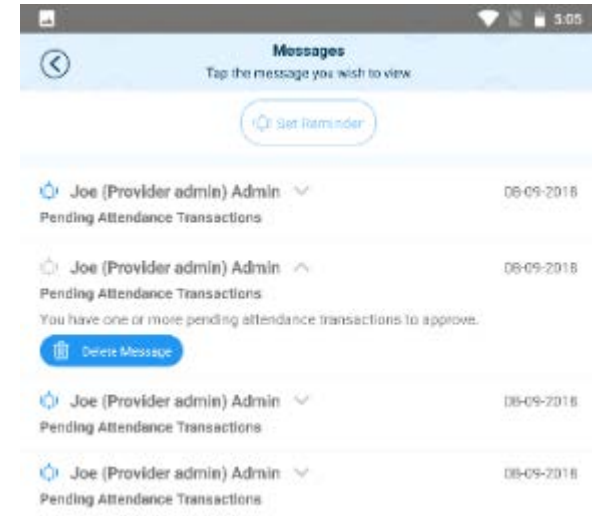 5:05
Messages
Tap the message you wish to view
Set Reminder
Joe (Provider admin) Admin 08-09-2018
Pending Attendance Transactions
Joe (Provider admin) Admin 08-09-2018
Pending Attendance Transactions
You have one or more pending attendance transactions to approve.
Delete Message
Joe (Provider admin) Admin 08-09-2018
Pending Attendance Transactions
Joe (Provider admin) Admin 08-09-2018
Pending Attendance Transactions